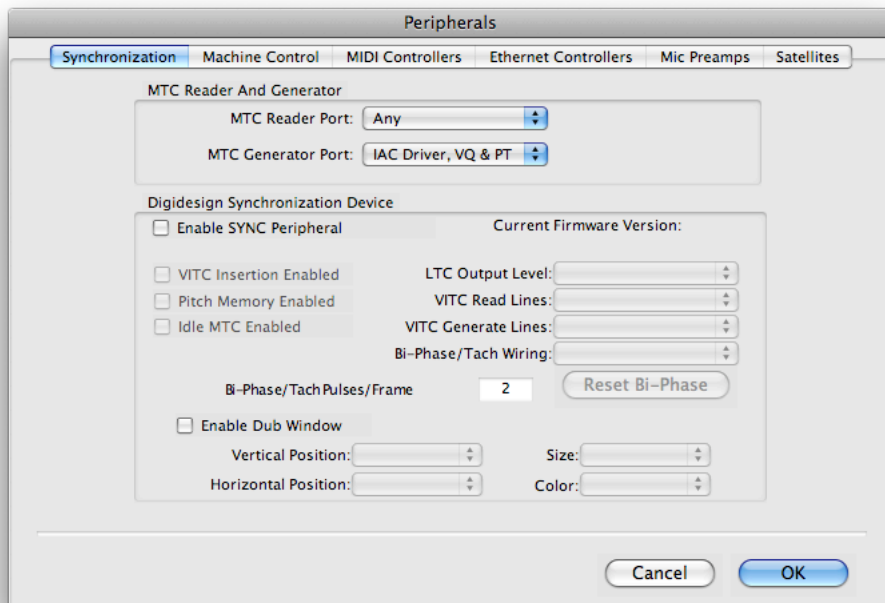 Peripherals
Synchronization Machine Control MIDI Controllers Ethernet Controllers Mic Preamps Satellites
MTC Reader And Generator
MTC Reader Port: Any
MTC Generator Port: IAC Driver, VQ & PT
Digidesign Synchronization Device
Enable SYNC Peripheral Current Firmware Version:
VITC Insertion Enabled LTC Output Level:
Pitch Memory Enabled VITC Read Lines:
Idle MTC Enabled VITC Generate Lines:
Bi-Phase/Tach Wiring:
Bi-Phase/Tach Pulses/Frame 2 Reset Bi-Phase
Enable Dub Window
Vertical Position: Size:
Horizontal Position: Color:
Cancel OK